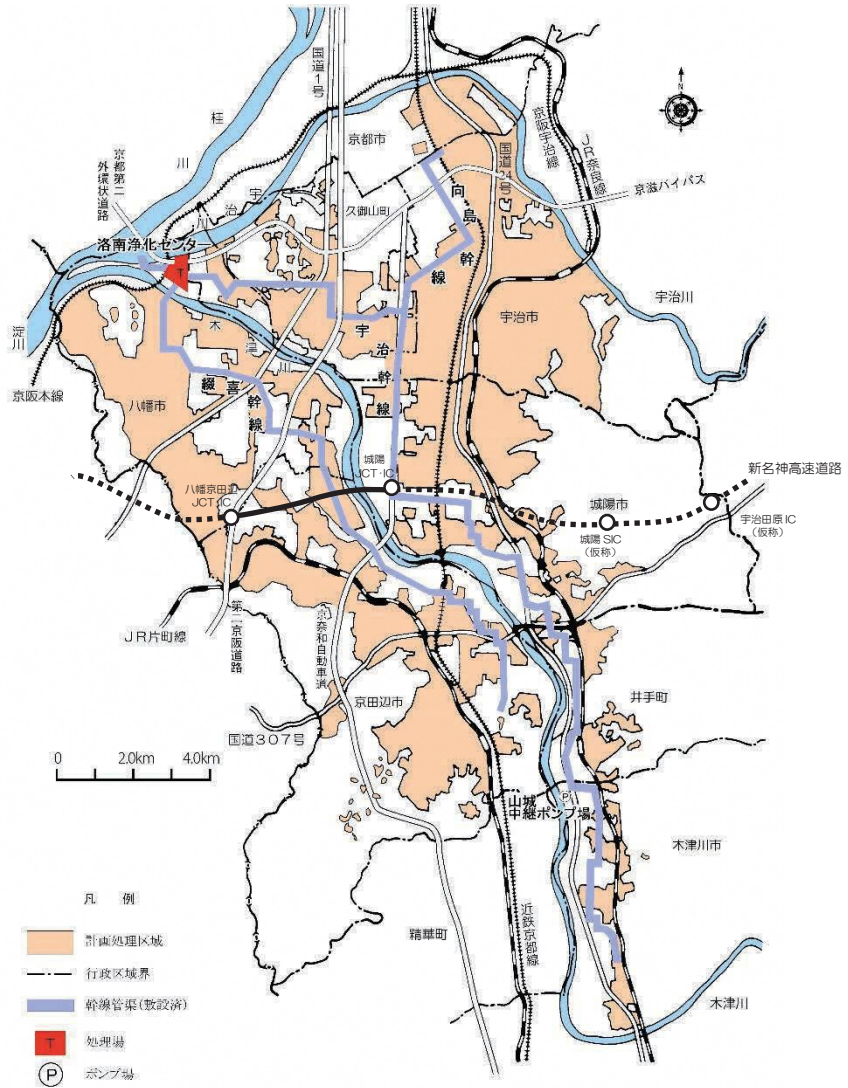 国道1号
桂川
京都第二
外環状道路
京都市
宇治川
久御山町
向島幹線
国道24号
京阪宇治線
JR奈良線
京滋バイパス
N
洛南浄化センター
T
淀川
京阪本線
木津川
宇治幹線
宇治市
宇治川
八幡市
綴喜幹線
城陽
JCT・IC
八幡京田辺
JCT・IC
新名神高速道路
城陽市
城陽 SIC
(仮称)
宇治田原 IC
(仮称)
JR片町線
第二京阪道路
京奈和自動車道
京田辺市
国道307号
井手町
0 2.0km 4.0km
P
山城
中継ポンプ場
木津川市
近鉄京都線
精華町
木津川
凡 例
計画処理区域
行政区域界
幹線管渠(敷設済)
T 処理場
P ポンプ場